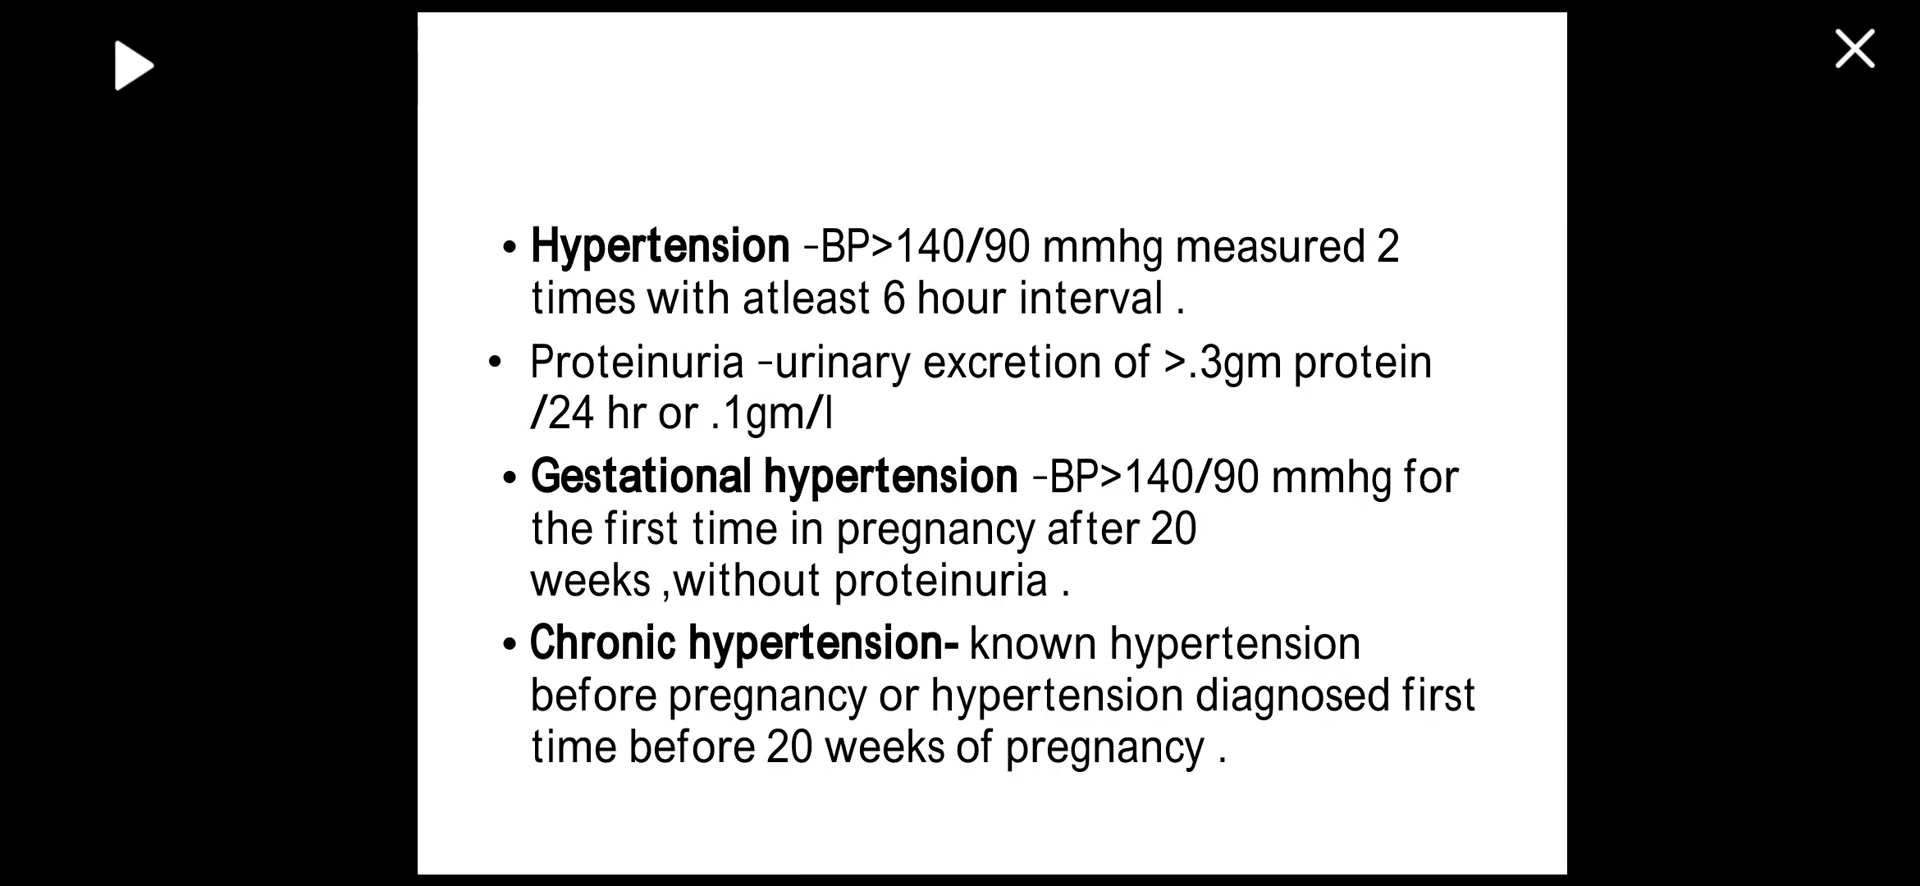 • Hypertension -BP>140/90 mmhg measured 2
times with atleast 6 hour interval .
• Proteinuria -urinary excretion of >.3gm protein
/24 hr or .1gm/l
• Gestational hypertension -BP>140/90 mmhg for
the first time in pregnancy after 20
weeks ,without proteinuria .
• Chronic hypertension- known hypertension
before pregnancy or hypertension diagnosed first
time before 20 weeks of pregnancy .